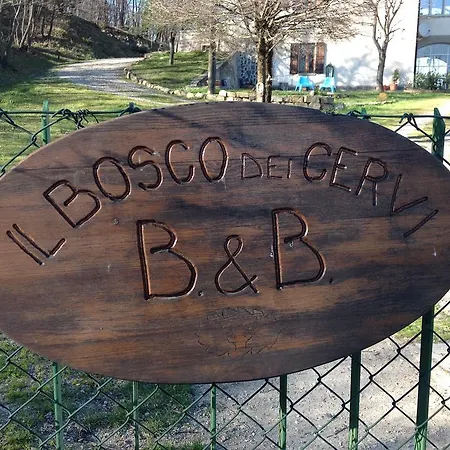 IL BOSCO DEI CERVI
B.&B.